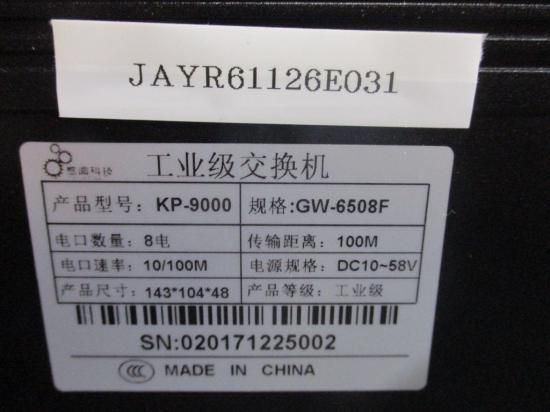 JAYR61126E031
工业级交换机
产品型号: KP-9000 规格:GW-6508F
电口数量: 8电 传输距离: 100M
电口速率: 10/100M 电源规格: DC10~58V
产品尺寸: 143*104*48 产品等级: 工业级
SN:020171225002
CCC MADE IN CHINA